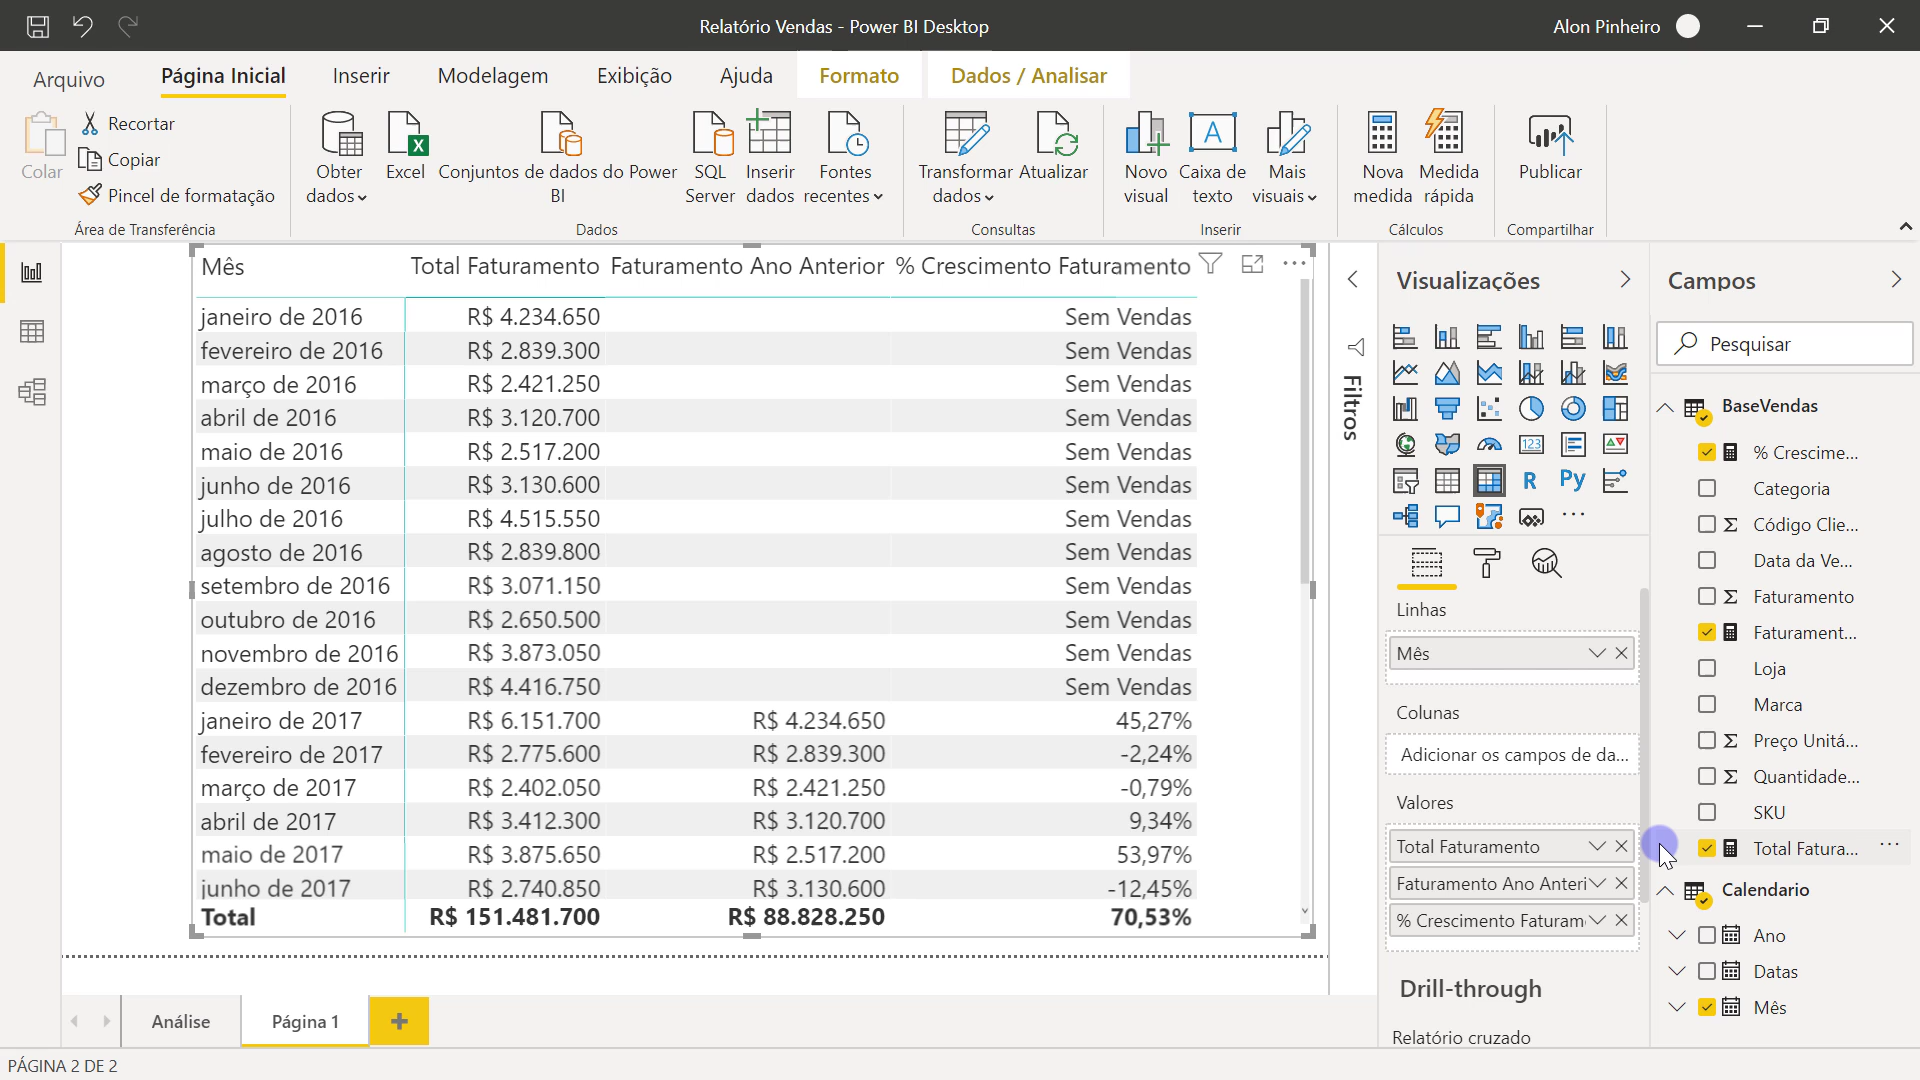 Relatório Vendas - Power BI Desktop
Alon Pinheiro
Arquivo
Página Inicial
Inserir
Modelagem
Exibição
Ajuda
Formato
Dados / Analisar
Colar
Recortar
Copiar
Pincel de formatação
Área de Transferência
Obter
dados
Excel
Conjuntos de dados do Power
BI
SQL
Server
Inserir
dados
Fontes
recentes
Dados
Transformar
dados
Atualizar
Consultas
Novo
visual
Caixa de
texto
Mais
visuais
Inserir
Nova
medida
Medida
rápida
Cálculos
Publicar
Compartilhar
Mês Total Faturamento Faturamento Ano Anterior % Crescimento Faturamento
janeiro de 2016 R$ 4.234.650 Sem Vendas
fevereiro de 2016 R$ 2.839.300 Sem Vendas
março de 2016 R$ 2.421.250 Sem Vendas
abril de 2016 R$ 3.120.700 Sem Vendas
maio de 2016 R$ 2.517.200 Sem Vendas
junho de 2016 R$ 3.130.600 Sem Vendas
julho de 2016 R$ 4.515.550 Sem Vendas
agosto de 2016 R$ 2.839.800 Sem Vendas
setembro de 2016 R$ 3.071.150 Sem Vendas
outubro de 2016 R$ 2.650.500 Sem Vendas
novembro de 2016 R$ 3.873.050 Sem Vendas
dezembro de 2016 R$ 4.416.750 Sem Vendas
janeiro de 2017 R$ 6.151.700 R$ 4.234.650 45,27%
fevereiro de 2017 R$ 2.775.600 R$ 2.839.300 -2,24%
março de 2017 R$ 2.402.050 R$ 2.421.250 -0,79%
abril de 2017 R$ 3.412.300 R$ 3.120.700 9,34%
maio de 2017 R$ 3.875.650 R$ 2.517.200 53,97%
junho de 2017 R$ 2.740.850 R$ 3.130.600 -12,45%
Total R$ 151.481.700 R$ 88.828.250 70,53%
Filtros
Visualizações
R
Py
123
Linhas
Mês
Colunas
Adicionar os campos de da...
Valores
Total Faturamento
Faturamento Ano Anteri
% Crescimento Faturam
Drill-through
Relatório cruzado
Campos
Pesquisar
BaseVendas
% Crescime...
Categoria
Σ Código Clie...
Data da Ve...
Σ Faturamento
Faturament...
Loja
Marca
Σ Preço Unitá...
Σ Quantidade...
SKU
Total Fatura... ...
Calendario
Ano
Datas
Mês
Análise
Página 1
+
PÁGINA 2 DE 2